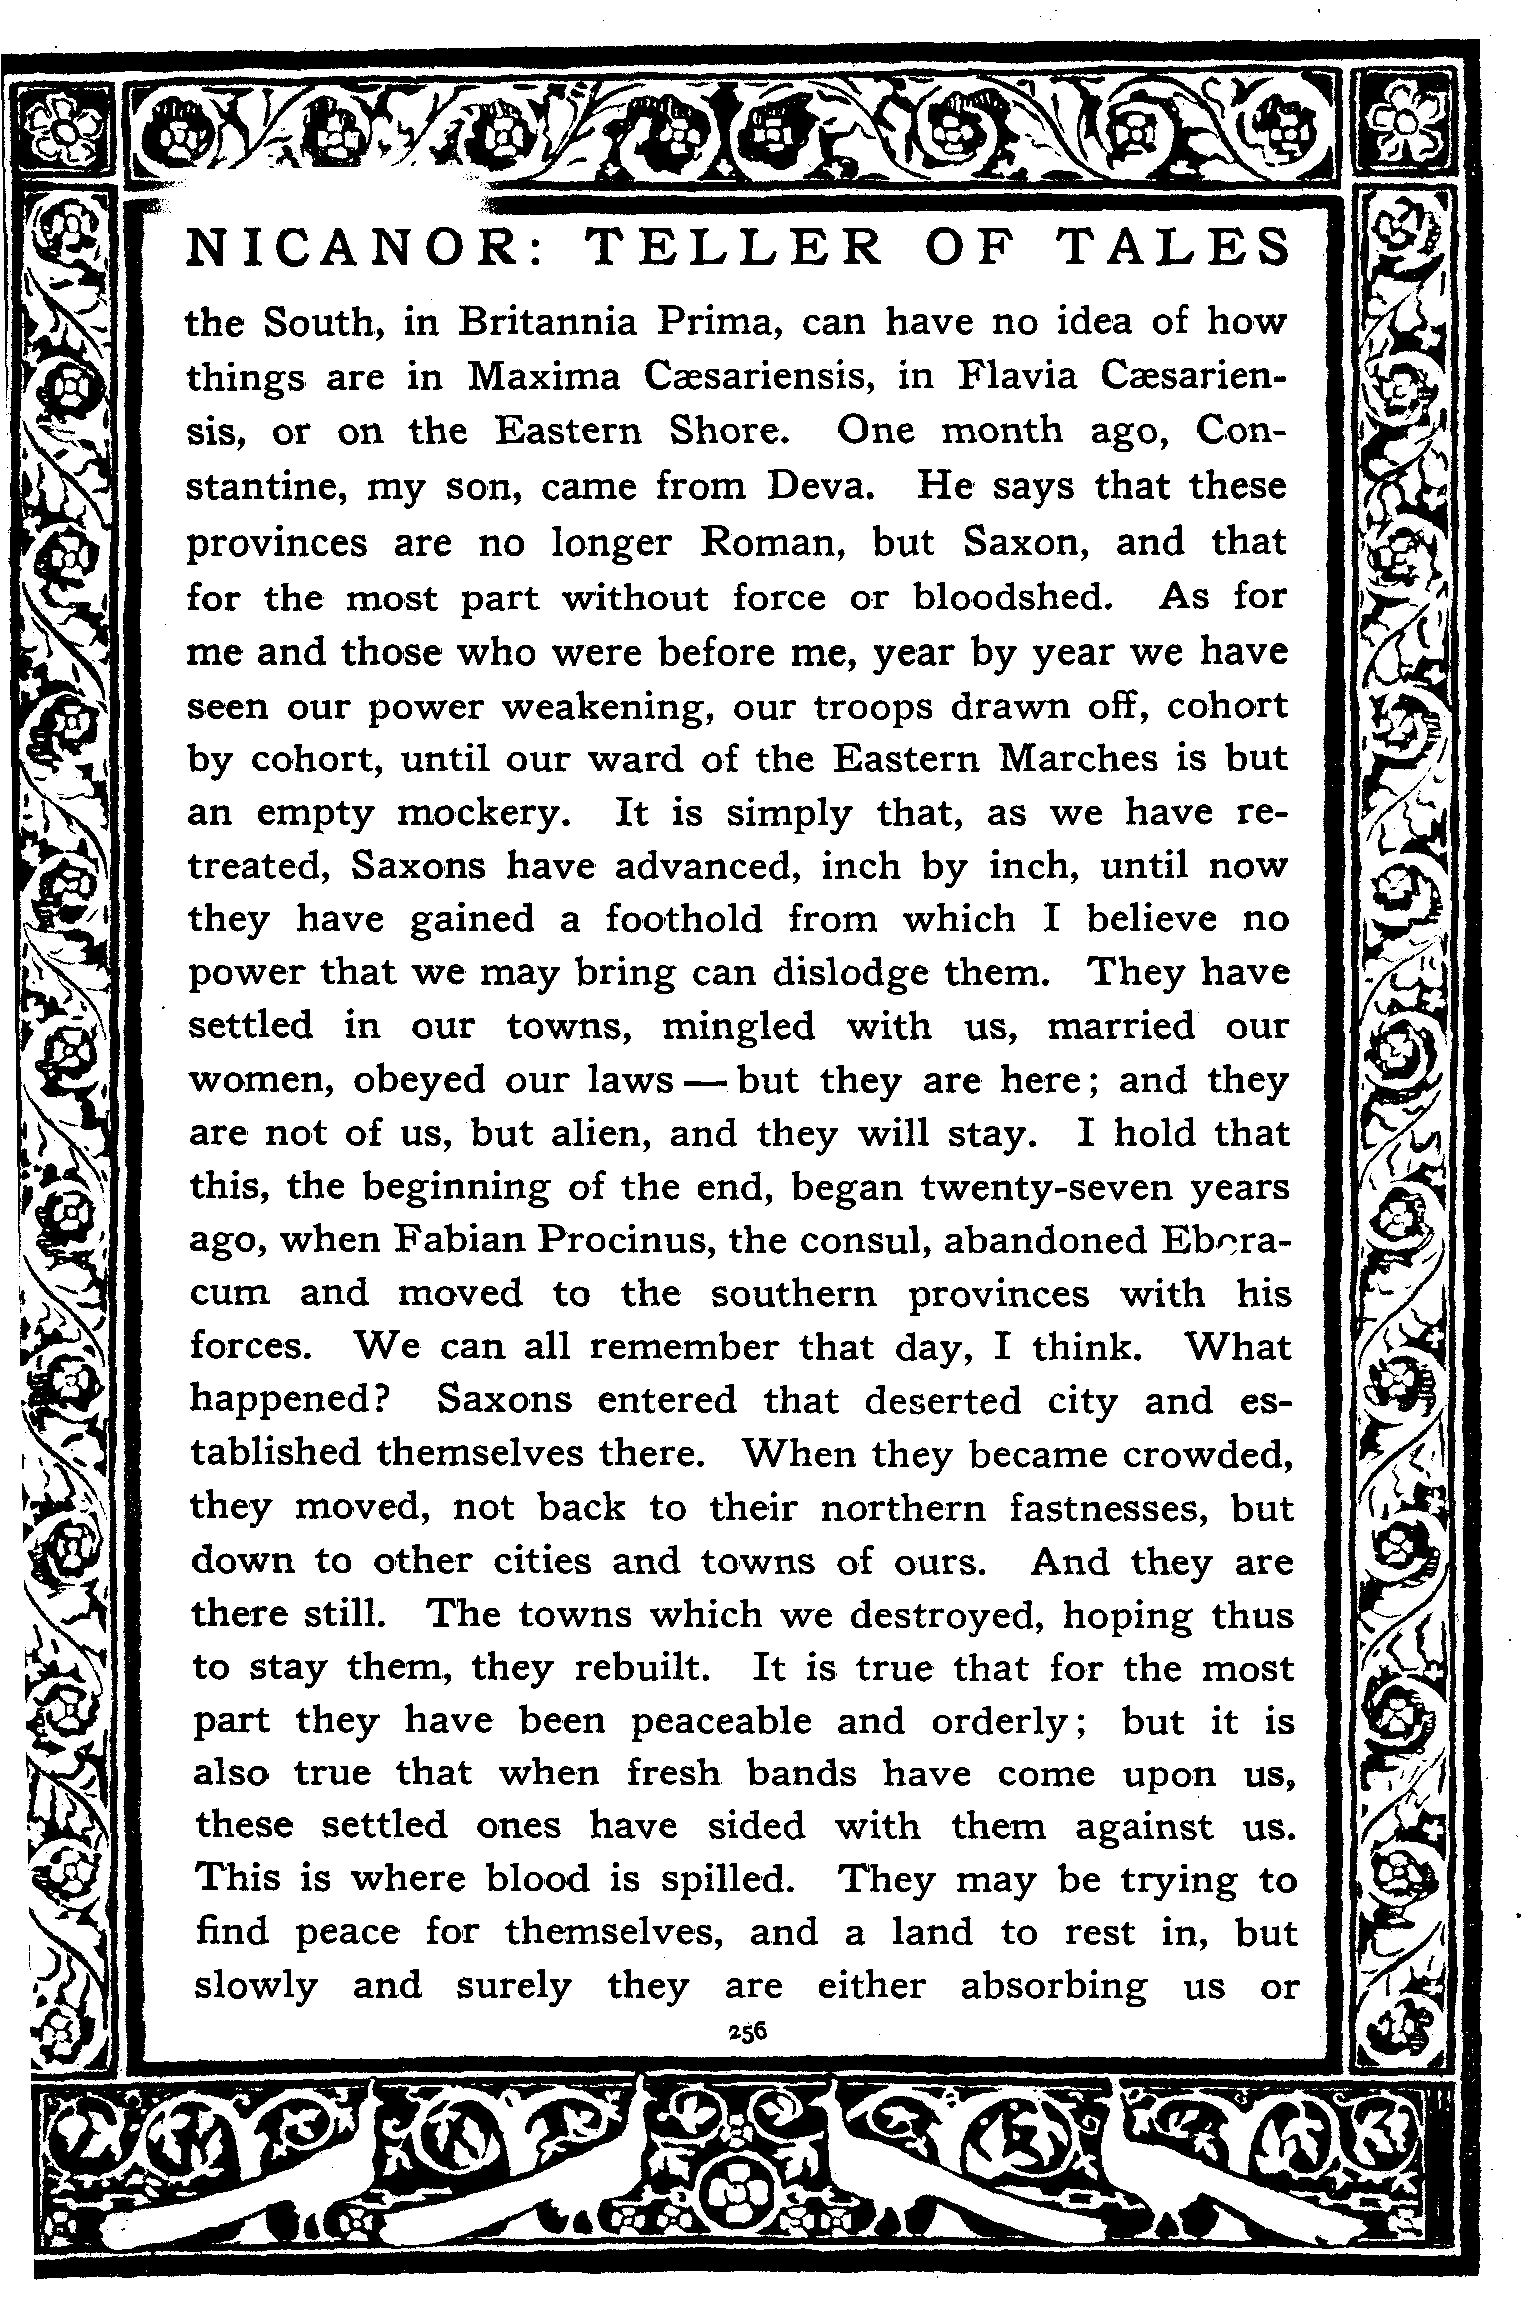 NICANOR: TELLER OF TALES
the South, in Britannia Prima, can have no idea of how
things are in Maxima Cæsariensis, in Flavia Cæsarien-
sis, or on the Eastern Shore. One month ago, Con-
stantine, my son, came from Deva. He says that these
provinces are no longer Roman, but Saxon, and that
for the most part without force or bloodshed. As for
me and those who were before me, year by year we have
seen our power weakening, our troops drawn off, cohort
by cohort, until our ward of the Eastern Marches is but
an empty mockery. It is simply that, as we have re-
treated, Saxons have advanced, inch by inch, until now
they have gained a foothold from which I believe no
power that we may bring can dislodge them. They have
settled in our towns, mingled with us, married our
women, obeyed our laws — but they are here; and they
are not of us, but alien, and they will stay. I hold that
this, the beginning of the end, began twenty-seven years
ago, when Fabian Procinus, the consul, abandoned Ebora-
cum and moved to the southern provinces with his
forces. We can all remember that day, I think. What
happened? Saxons entered that deserted city and es-
tablished themselves there. When they became crowded,
they moved, not back to their northern fastnesses, but
down to other cities and towns of ours. And they are
there still. The towns which we destroyed, hoping thus
to stay them, they rebuilt. It is true that for the most
part they have been peaceable and orderly; but it is
also true that when fresh bands have come upon us,
these settled ones have sided with them against us.
This is where blood is spilled. They may be trying to
find peace for themselves, and a land to rest in, but
slowly and surely they are either absorbing us or
256